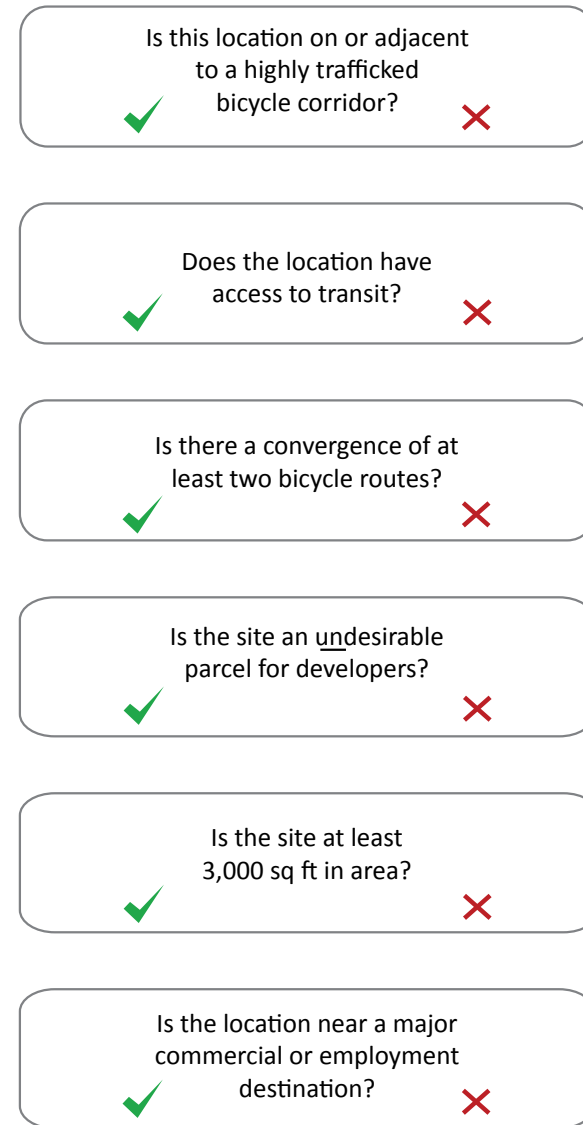 Is this location on or adjacent
to a highly trafficked
bicycle corridor?
Does the location have
access to transit?
Is there a convergence of at
least two bicycle routes?
Is the site an undesirable
parcel for developers?
Is the site at least
3,000 sq ft in area?
Is the location near a major
commercial or employment
destination?